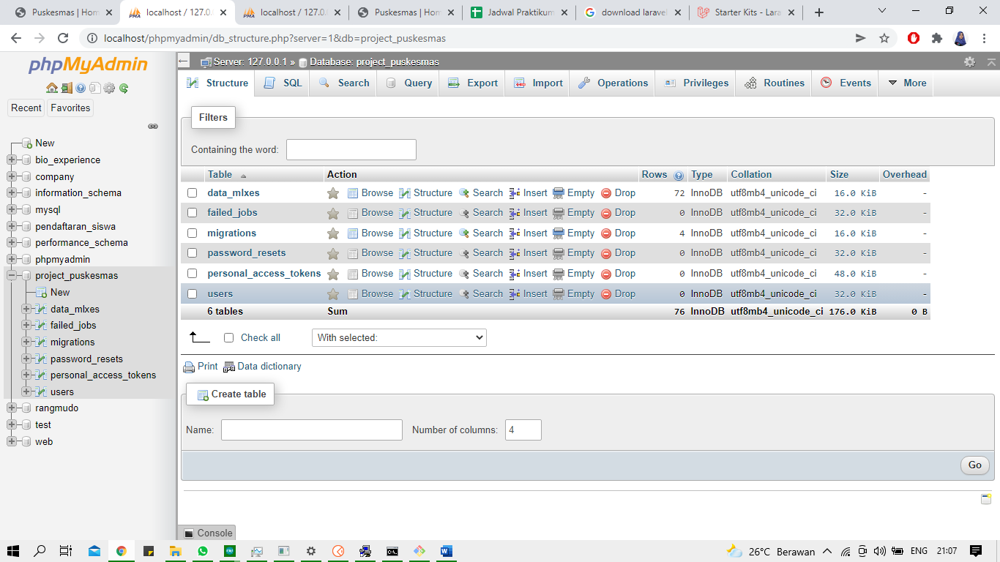 Puskesmas | Hom
localhost / 127.0.
localhost / 127.0.
Puskesmas | Hom
Jadwal Praktikum
download laravel
Starter Kits - Lara
localhost/phpmyadmin/db_structure.php?server=1&db=project_puskesmas
phpMyAdmin
Recent
Favorites
New
bio_experience
company
information_schema
mysql
pendaftaran_siswa
performance_schema
phpmyadmin
project_puskesmas
New
data_mlxes
failed_jobs
migrations
password_resets
personal_access_tokens
users
rangmudo
test
web
Server: 127.0.0.1 » Database: project_puskesmas
Structure SQL Search Query Export Import Operations Privileges Routines Events More
Filters
Containing the word:
Table Action Rows Type Collation Size Overhead
data_mlxes Browse Structure Search Insert Empty Drop 72 InnoDB utf8mb4_unicode_ci 16.0 KiB -
failed_jobs Browse Structure Search Insert Empty Drop 0 InnoDB utf8mb4_unicode_ci 32.0 KiB -
migrations Browse Structure Search Insert Empty Drop 4 InnoDB utf8mb4_unicode_ci 16.0 KiB -
password_resets Browse Structure Search Insert Empty Drop 0 InnoDB utf8mb4_unicode_ci 32.0 KiB -
personal_access_tokens Browse Structure Search Insert Empty Drop 0 InnoDB utf8mb4_unicode_ci 48.0 KiB -
users Browse Structure Search Insert Empty Drop 0 InnoDB utf8mb4_unicode_ci 32.0 KiB -
6 tables Sum 76 InnoDB utf8mb4_unicode_ci 176.0 KiB 0 B
Check all
With selected:
Print Data dictionary
Create table
Name:
Number of columns: 4
Go
Console
26°C Berawan ENG 21:07